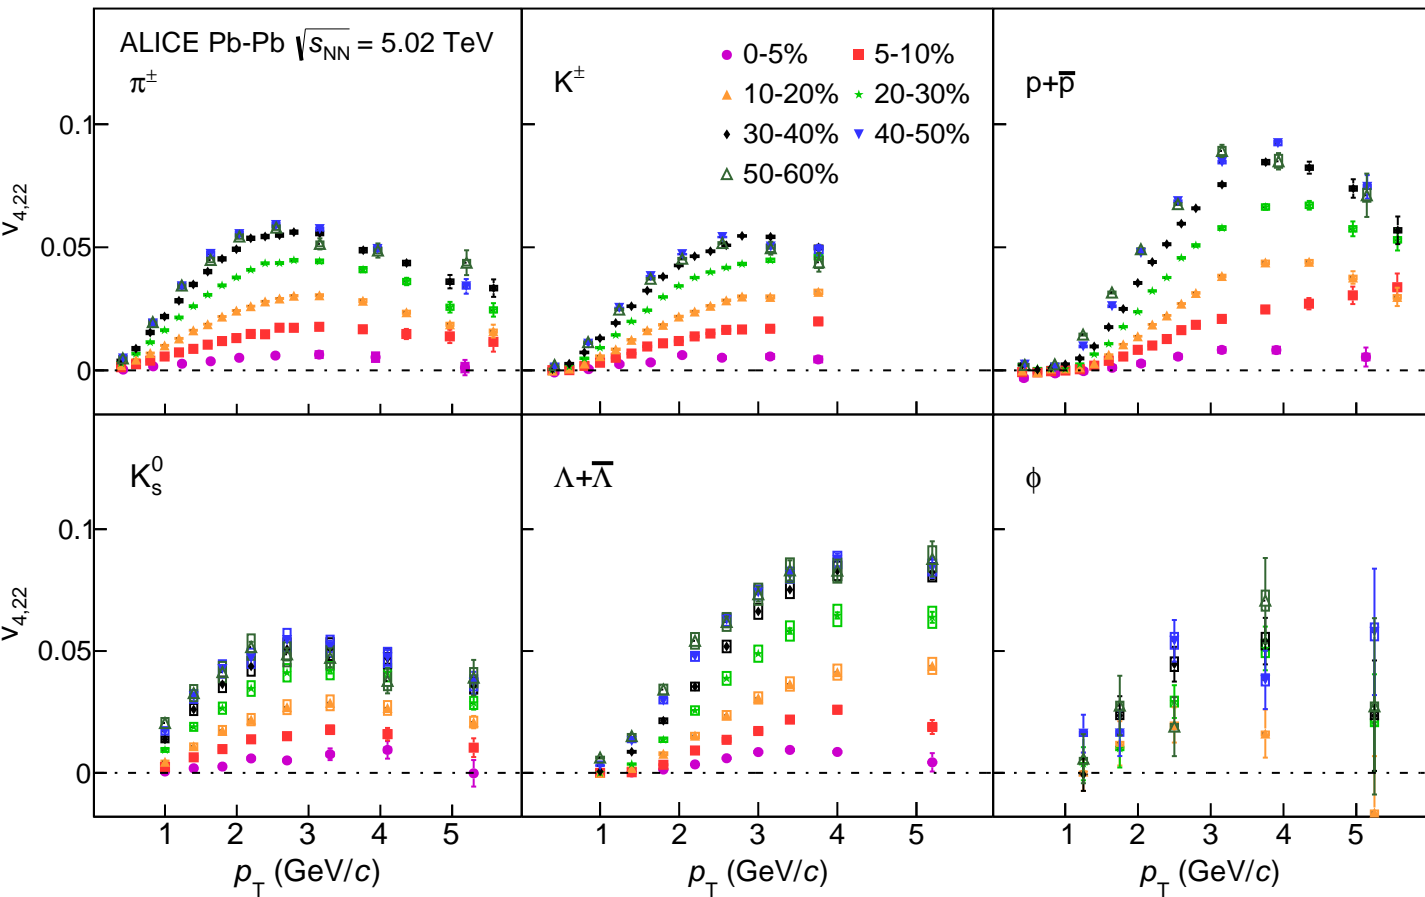 ALICE Pb-Pb √sNN = 5.02 TeV
π±
K±
p+p̅
0-5%
5-10%
10-20%
20-30%
30-40%
40-50%
50-60%
v4,22
0.1
0.05
0
K0s
Λ+Λ̅
ϕ
v4,22
0.1
0.05
0
1 2 3 4 5
1 2 3 4 5
1 2 3 4 5
pT (GeV/c)
pT (GeV/c)
pT (GeV/c)